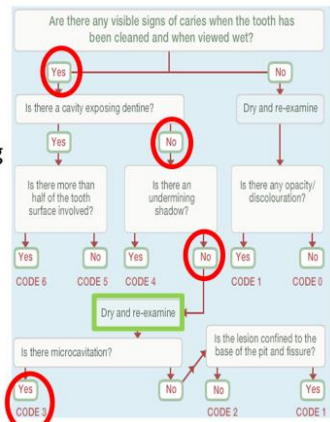 Are there any visible signs of caries when the tooth has
been cleaned and when viewed wet?
Yes
No
Is there a cavity exposing dentine?
Dry and re-examine
Yes
No
Is there more than
half of the tooth
surface involved?
Is there an
undermining
shadow?
Is there any opacity/
discolouration?
Yes
No
Yes
No
Yes
No
CODE 6
CODE 5
CODE 4
CODE 1
CODE 0
Dry and re-examine
Is there microcavitation?
Is the lesion confined to the
base of the pit and fissure?
Yes
No
No
Yes
CODE 3
CODE 2
CODE 1